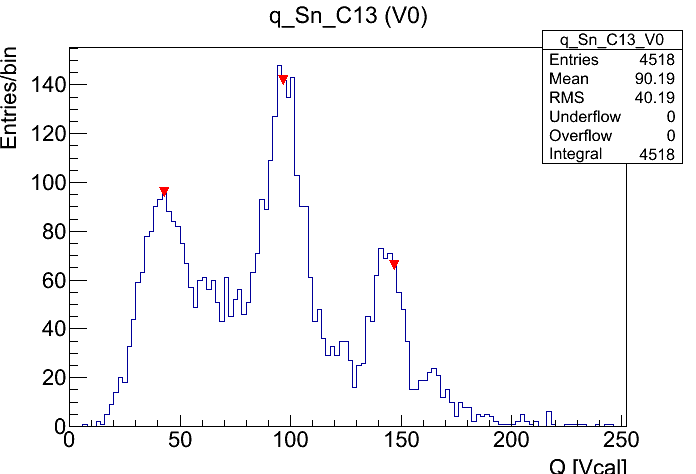 q_Sn_C13 (V0)
q_Sn_C13_V0
Entries 4518
Mean 90.19
RMS 40.19
Underflow 0
Overflow 0
Integral 4518
Entries/bin
140
120
100
80
60
40
20
0
0 50 100 150 200 250
Q [Vcal]